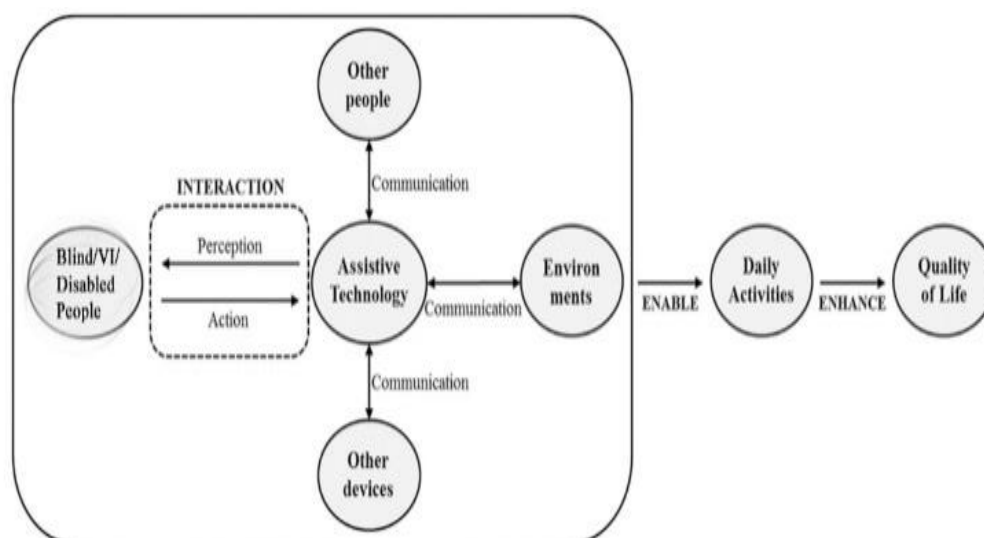 Other
people
Communication
INTERACTION
Perception
Action
Blind/VI/
Disabled
People
Assistive
Technology
Communication
Environ
ments
ENABLE
Daily
Activities
ENHANCE
Quality
of Life
Communication
Other
devices